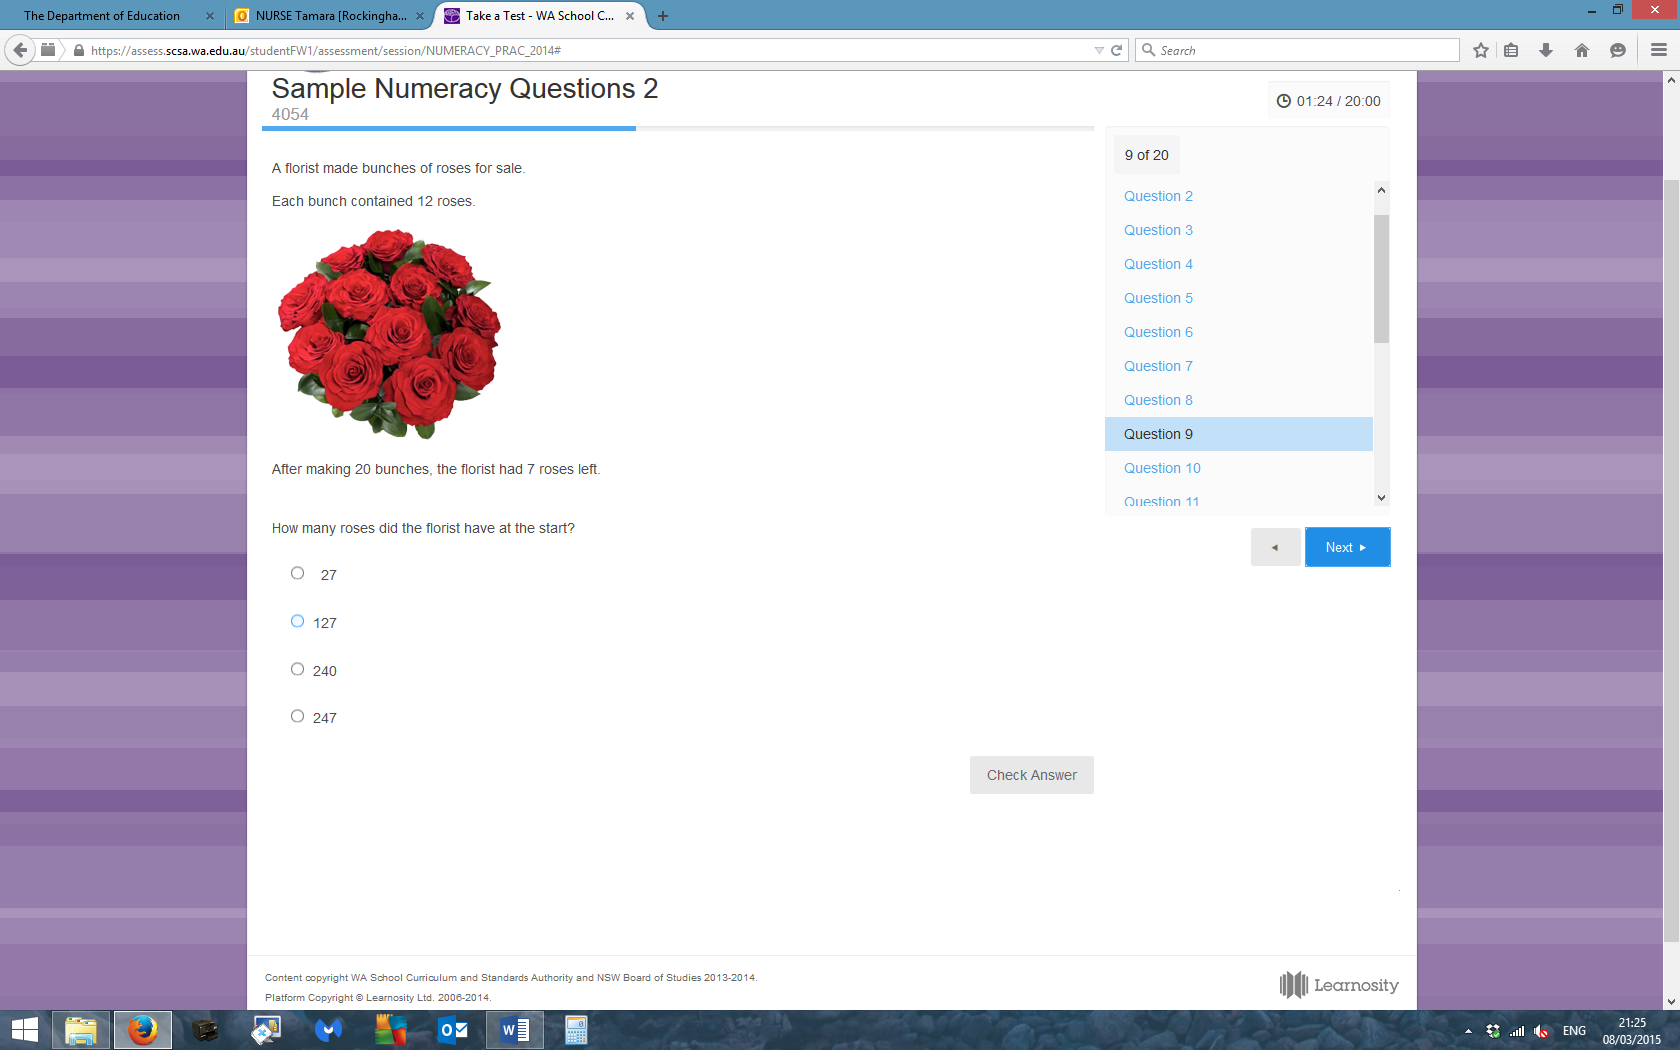 The Department of Education
NURSE Tamara [Rockingha...
Take a Test - WA School C...
https://assess.scsa.wa.edu.au/studentFW1/assessment/session/NUMERACY_PRAC_2014#
Search
Sample Numeracy Questions 2
4054
01:24 / 20:00
A florist made bunches of roses for sale.
Each bunch contained 12 roses.
After making 20 bunches, the florist had 7 roses left.
How many roses did the florist have at the start?
27
127
240
247
Check Answer
9 of 20
Question 2
Question 3
Question 4
Question 5
Question 6
Question 7
Question 8
Question 9
Question 10
Question 11
Next
Content copyright WA School Curriculum and Standards Authority and NSW Board of Studies 2013-2014.
Platform Copyright © Learnosity Ltd. 2006-2014.
Learnosity
ENG
21:25
08/03/2015